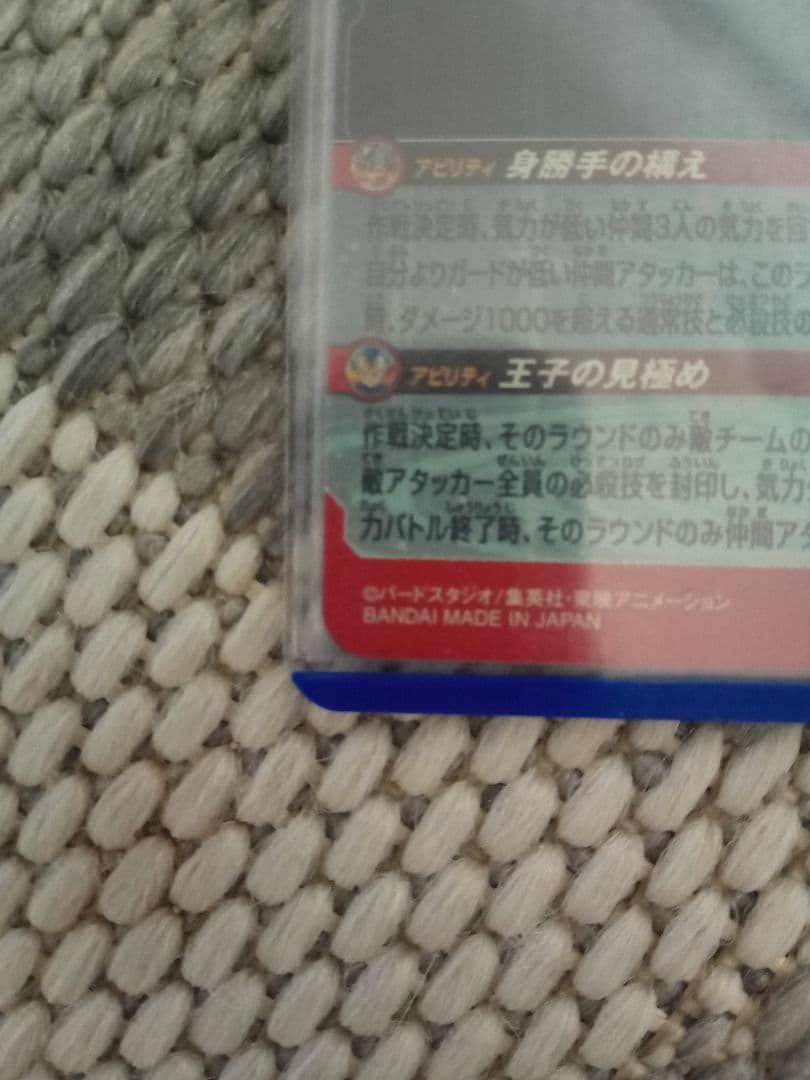 アビリティ 身勝手の構え
作戦決定時、気力が低い仲間3人の気力を回
自分よりガードが低い仲間アタッカーは、このラ
時、ダメージ1000を超える通常技と必殺技の
アビリティ 王子の見極め
作戦決定時、そのラウンドのみ敵チームの
敵アタッカー全員の必殺技を封印し、気力
力バトル終了時、そのラウンドのみ仲間アタ
©バードスタジオ/集英社・東映アニメーション
BANDAI MADE IN JAPAN